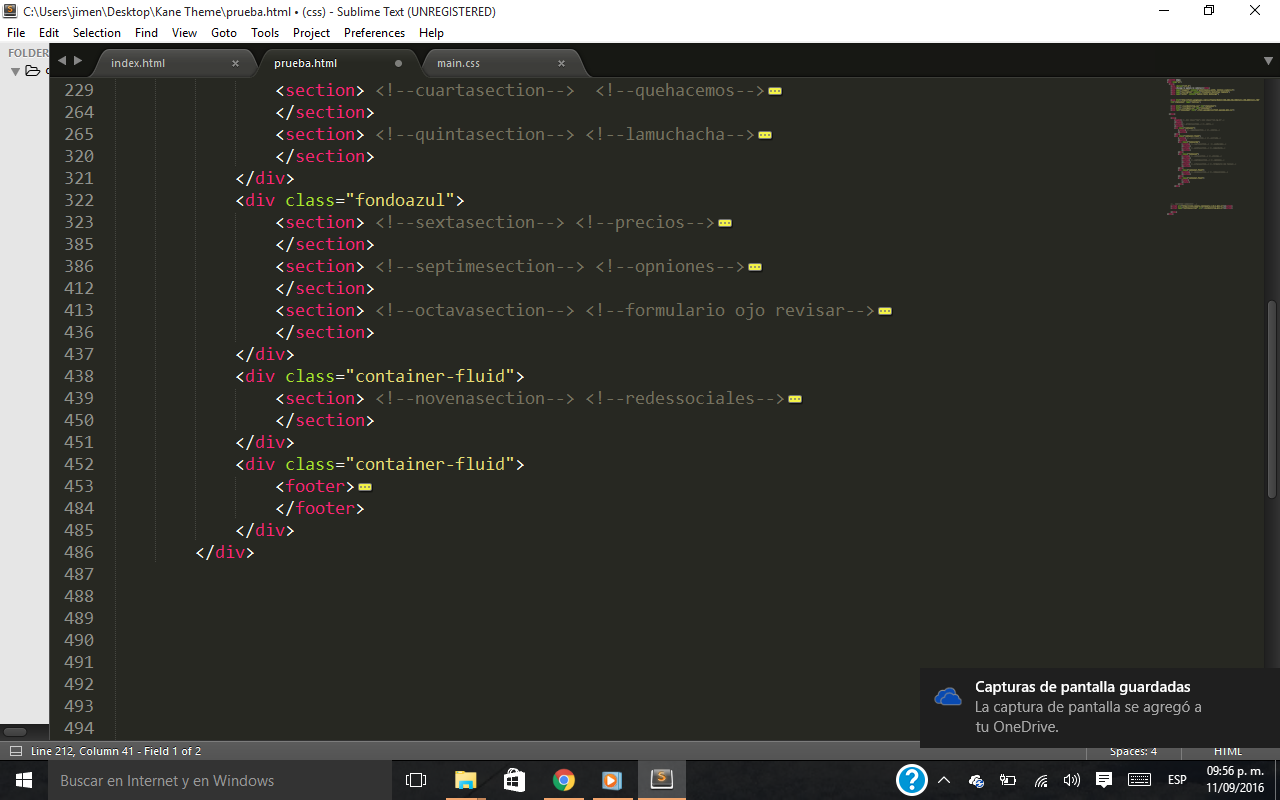 C:\Users\jimen\Desktop\Kane Theme\prueba.html • (css) - Sublime Text (UNREGISTERED)
File Edit Selection Find View Goto Tools Project Preferences Help
FOLDER
index.html × prueba.html main.css ×
229 <section> <!--cuartasection-->  <!--quehacemos-->
264 </section>
265 <section> <!--quintasection--> <!--lamuchacha-->
320 </section>
321 </div>
322 <div class="fondoazul">
323 <section> <!--sextasection--> <!--precios-->
385 </section>
386 <section> <!--septimesection--> <!--opniones-->
412 </section>
413 <section> <!--octavasection--> <!--formulario ojo revisar-->
436 </section>
437 </div>
438 <div class="container-fluid">
439 <section> <!--novenasection--> <!--redessociales-->
450 </section>
451 </div>
452 <div class="container-fluid">
453 <footer>
484 </footer>
485 </div>
486 </div>
487
488
489
490
491
492
493
494
Capturas de pantalla guardadas
La captura de pantalla se agregó a
tu OneDrive.
Line 212, Column 41 - Field 1 of 2 Spaces: 4 HTML
Buscar en Internet y en Windows
ESP
09:56 p. m.
11/09/2016